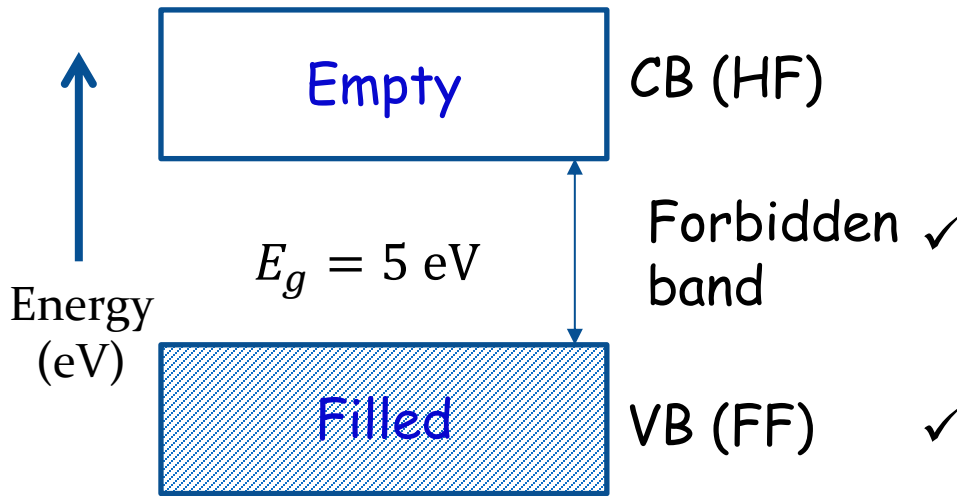 Empty
CB (HF)
Forbidden ✓
band
E_g = 5 eV
Energy
(eV)
Filled
VB (FF) ✓